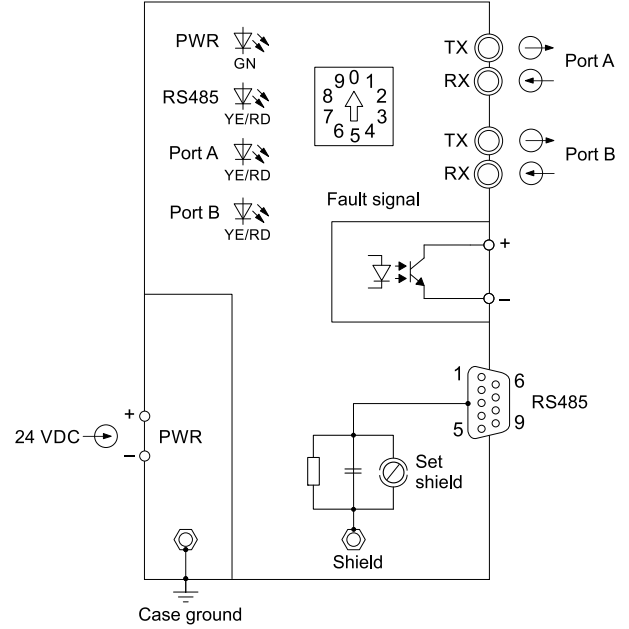 PWR
GN
RS485
YE/RD
Port A
YE/RD
Port B
YE/RD
9 0 1
8 2
7 3
6 5 4
TX
RX
Port A
TX
RX
Port B
Fault signal
+
–
1
6
5
9
RS485
24 VDC
+
–
PWR
Set
shield
Shield
Case ground